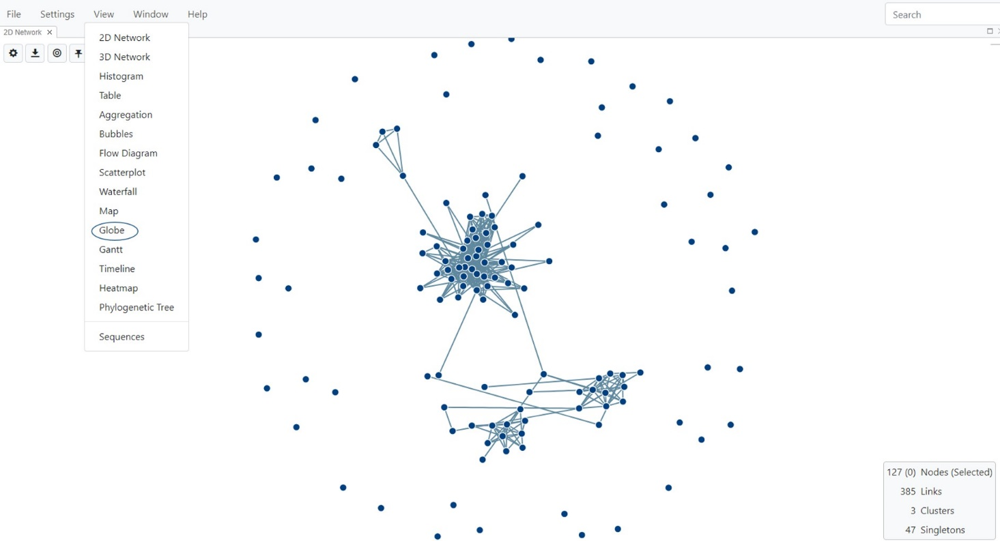 File Settings View Window Help
Search
2D Network ×
2D Network
3D Network
Histogram
Table
Aggregation
Bubbles
Flow Diagram
Scatterplot
Waterfall
Map
Globe
Gantt
Timeline
Heatmap
Phylogenetic Tree
Sequences
127 (0) Nodes (Selected)
385 Links
3 Clusters
47 Singletons